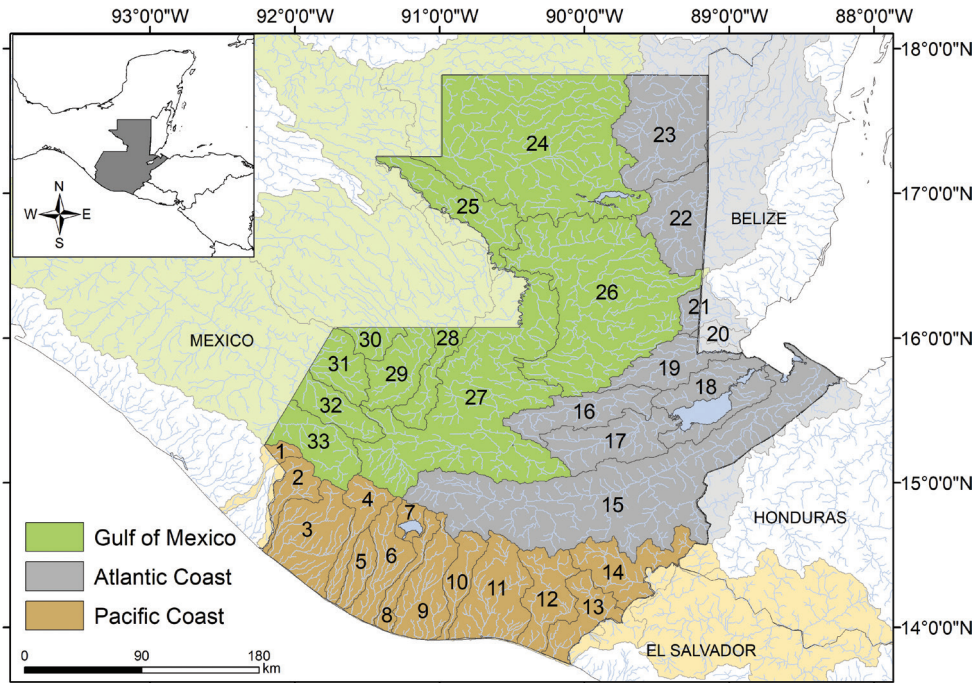 93°0'0"W 92°0'0"W 91°0'0"W 90°0'0"W 89°0'0"W 88°0'0"W
18°0'0"N
N
W E
S
24
23
17°0'0"N
25
22
BELIZE
26
21
20
MEXICO
30
28
16°0'0"N
31
29
19
18
27
32
16
17
33
1
2
15°0'0"N
4
7
15
3
HONDURAS
5
6
10
11
14
12
13
8
9
14°0'0"N
EL SALVADOR
Gulf of Mexico
Atlantic Coast
Pacific Coast
0 90 180
km